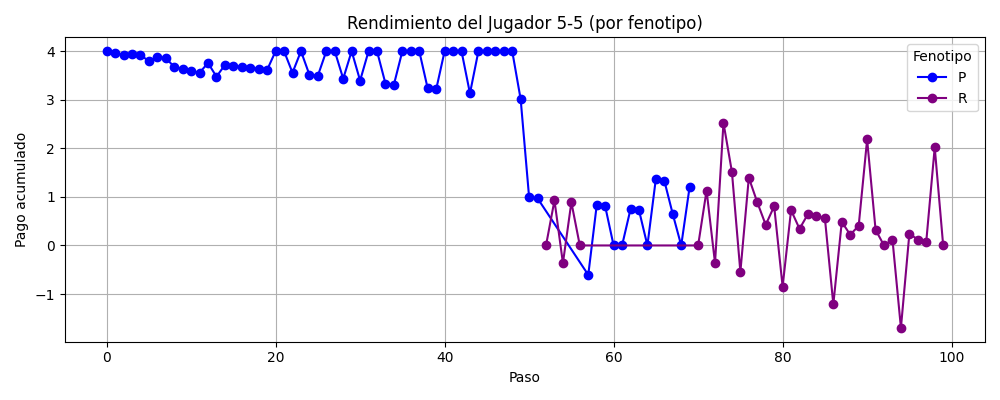 Rendimiento del Jugador 5-5 (por fenotipo)
Fenotipo
P
R
Pago acumulado
4
3
2
1
0
−1
0 20 40 60 80 100
Paso